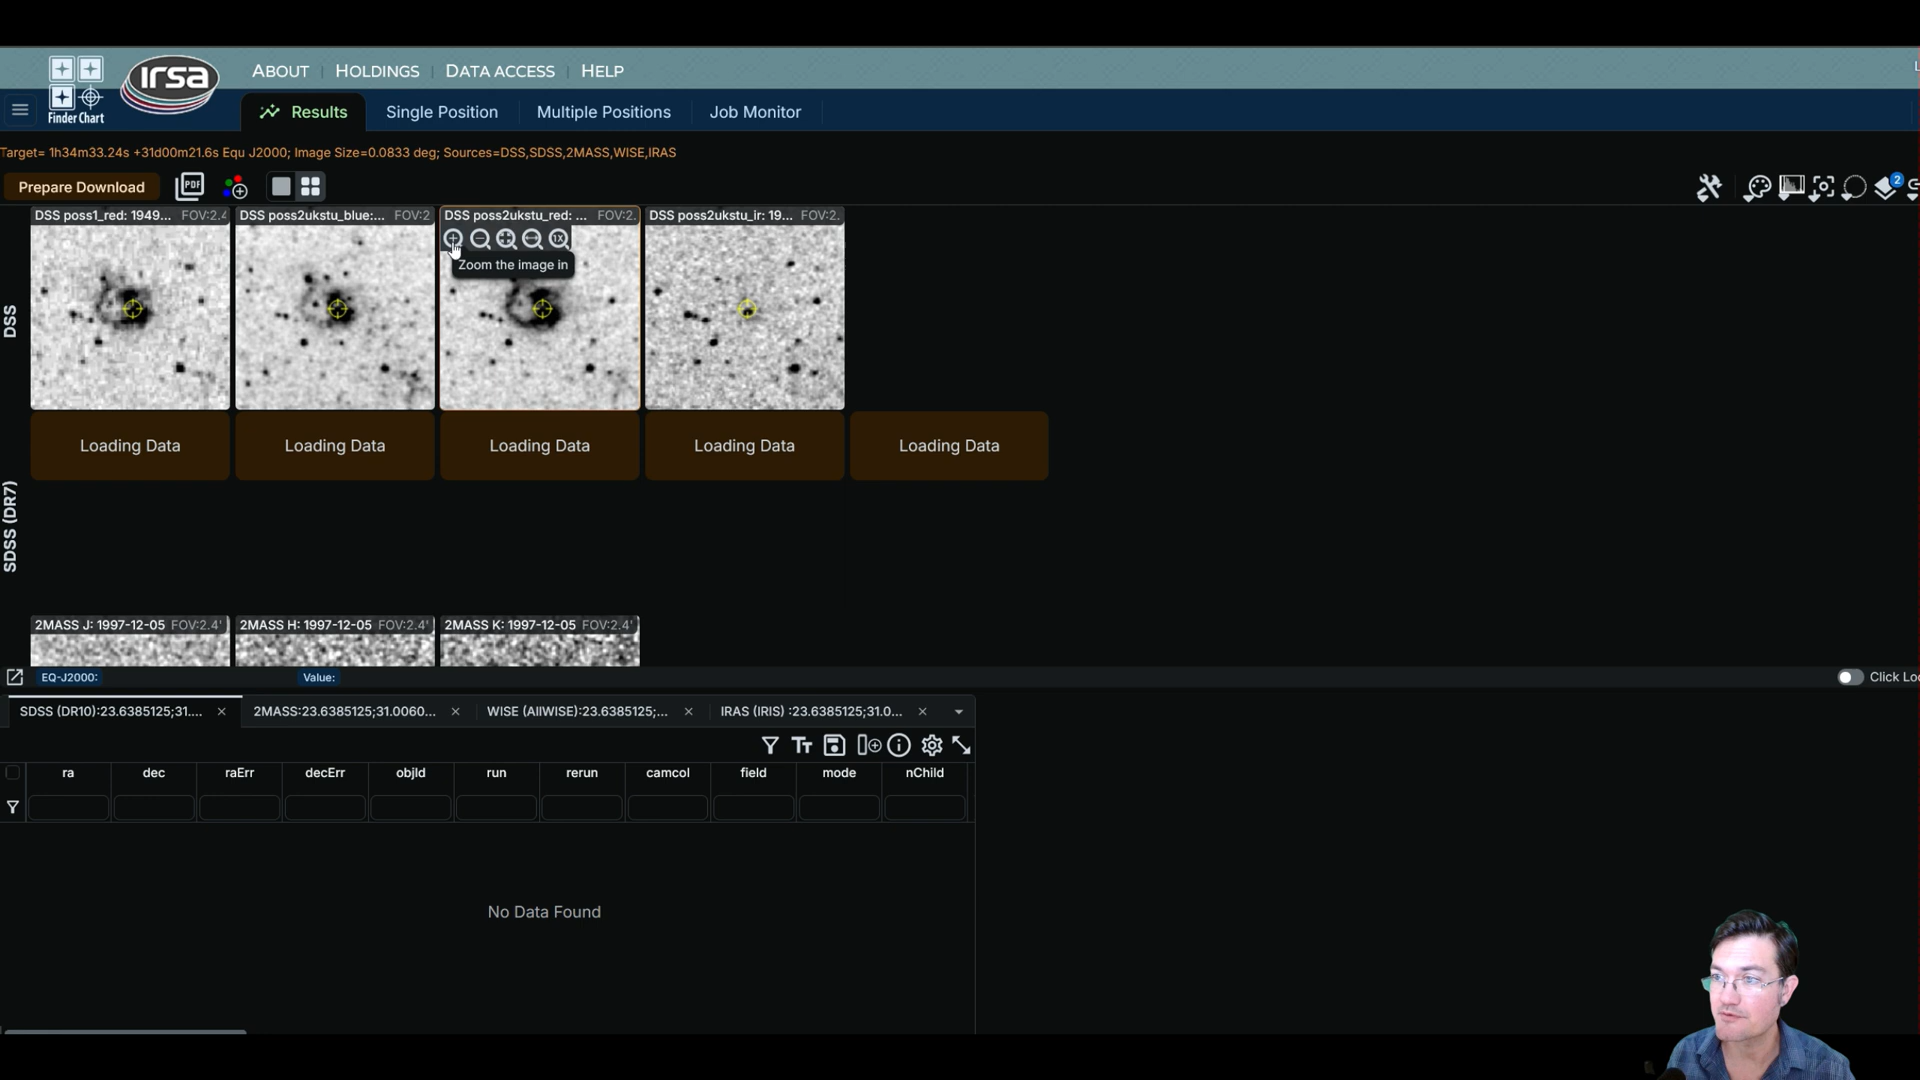 irsa
Finder Chart
ABOUT HOLDINGS DATA ACCESS HELP
Results Single Position Multiple Positions Job Monitor
Target= 1h34m33.24s +31d00m21.6s Equ J2000; Image Size=0.0833 deg; Sources=DSS,SDSS,2MASS,WISE,IRAS
Prepare Download PDF 2
DSS poss1_red: 1949... FOV:2.4 DSS poss2ukstu_blue:... FOV:2 DSS poss2ukstu_red: ... FOV:2. DSS poss2ukstu_ir: 19... FOV:2.
1X
Zoom the image in
DSS
Loading Data Loading Data Loading Data Loading Data Loading Data
SDSS (DR7)
2MASS J: 1997-12-05 FOV:2.4' 2MASS H: 1997-12-05 FOV:2.4' 2MASS K: 1997-12-05 FOV:2.4'
EQ-J2000: Value: Click Loc
SDSS (DR10):23.6385125;31.... 2MASS:23.6385125;31.0060... WISE (AllWISE):23.6385125;... IRAS (IRIS) :23.6385125;31.0...
ra dec raErr decErr objId run rerun camcol field mode nChild
No Data Found